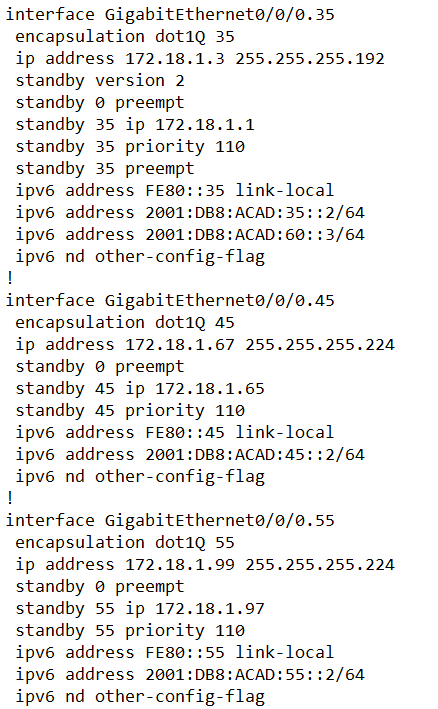 interface GigabitEthernet0/0/0.35
 encapsulation dot1Q 35
 ip address 172.18.1.3 255.255.255.192
 standby version 2
 standby 0 preempt
 standby 35 ip 172.18.1.1
 standby 35 priority 110
 standby 35 preempt
 ipv6 address FE80::35 link-local
 ipv6 address 2001:DB8:ACAD:35::2/64
 ipv6 address 2001:DB8:ACAD:60::3/64
 ipv6 nd other-config-flag
!
interface GigabitEthernet0/0/0.45
 encapsulation dot1Q 45
 ip address 172.18.1.67 255.255.255.224
 standby 0 preempt
 standby 45 ip 172.18.1.65
 standby 45 priority 110
 ipv6 address FE80::45 link-local
 ipv6 address 2001:DB8:ACAD:45::2/64
 ipv6 nd other-config-flag
!
interface GigabitEthernet0/0/0.55
 encapsulation dot1Q 55
 ip address 172.18.1.99 255.255.255.224
 standby 0 preempt
 standby 55 ip 172.18.1.97
 standby 55 priority 110
 ipv6 address FE80::55 link-local
 ipv6 address 2001:DB8:ACAD:55::2/64
 ipv6 nd other-config-flag